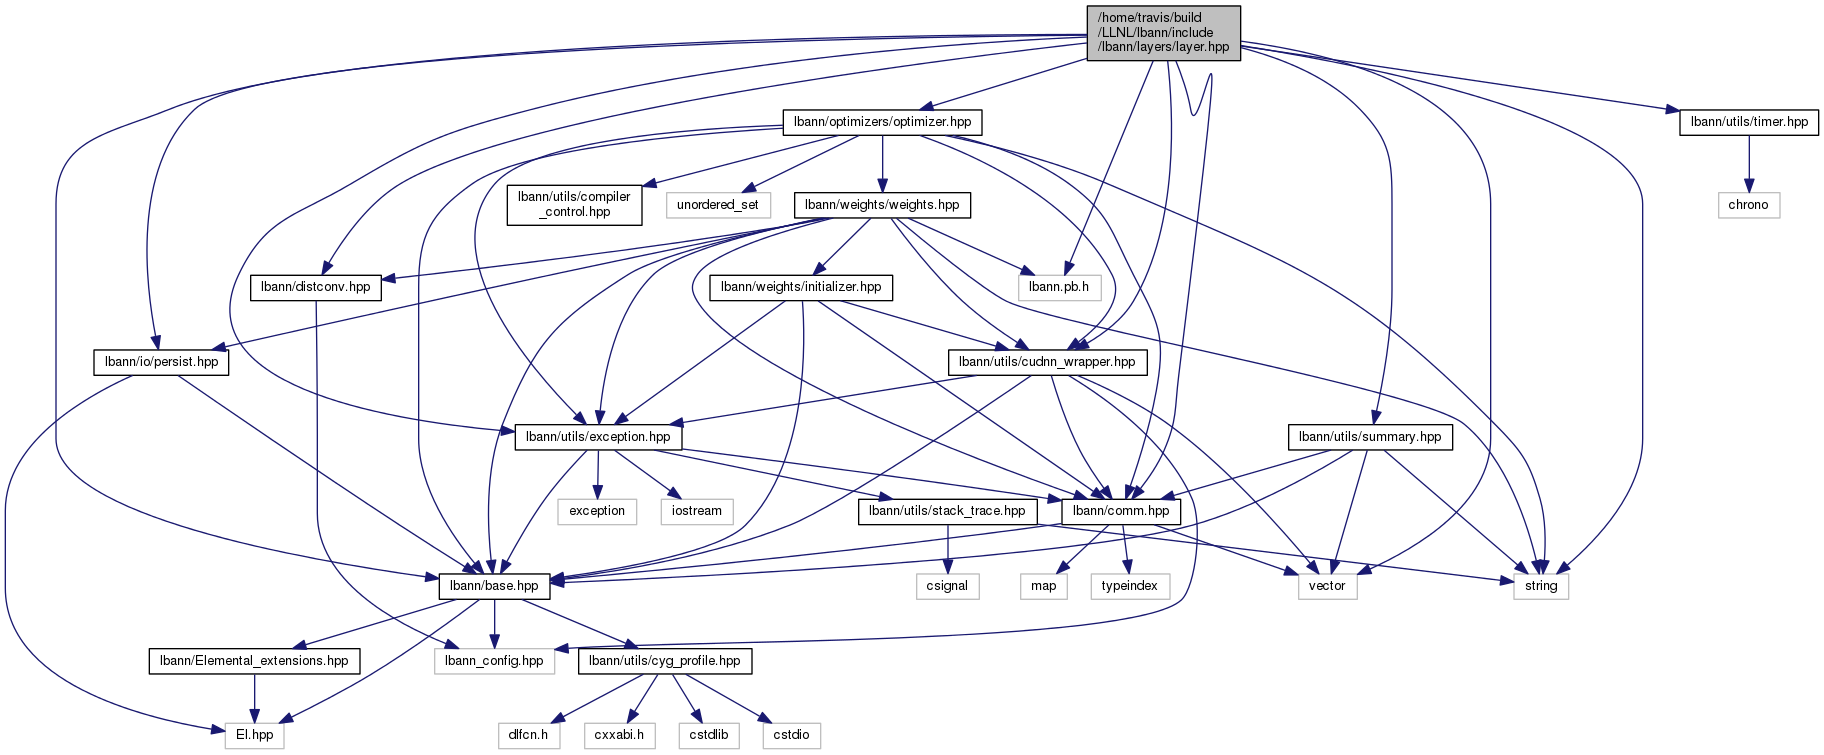 /home/travis/build
/LLNL/lbann/include
/lbann/layers/layer.hpp
lbann/optimizers/optimizer.hpp
lbann/utils/timer.hpp
lbann/utils/compiler
_control.hpp
unordered_set
lbann/weights/weights.hpp
chrono
lbann/distconv.hpp
lbann/weights/initializer.hpp
lbann.pb.h
lbann/io/persist.hpp
lbann/utils/cudnn_wrapper.hpp
lbann/utils/exception.hpp
lbann/utils/summary.hpp
exception
iostream
lbann/utils/stack_trace.hpp
lbann/comm.hpp
lbann/base.hpp
csignal
map
typeindex
vector
string
lbann/Elemental_extensions.hpp
lbann_config.hpp
lbann/utils/cyg_profile.hpp
El.hpp
dlfcn.h
cxxabi.h
cstdlib
cstdio